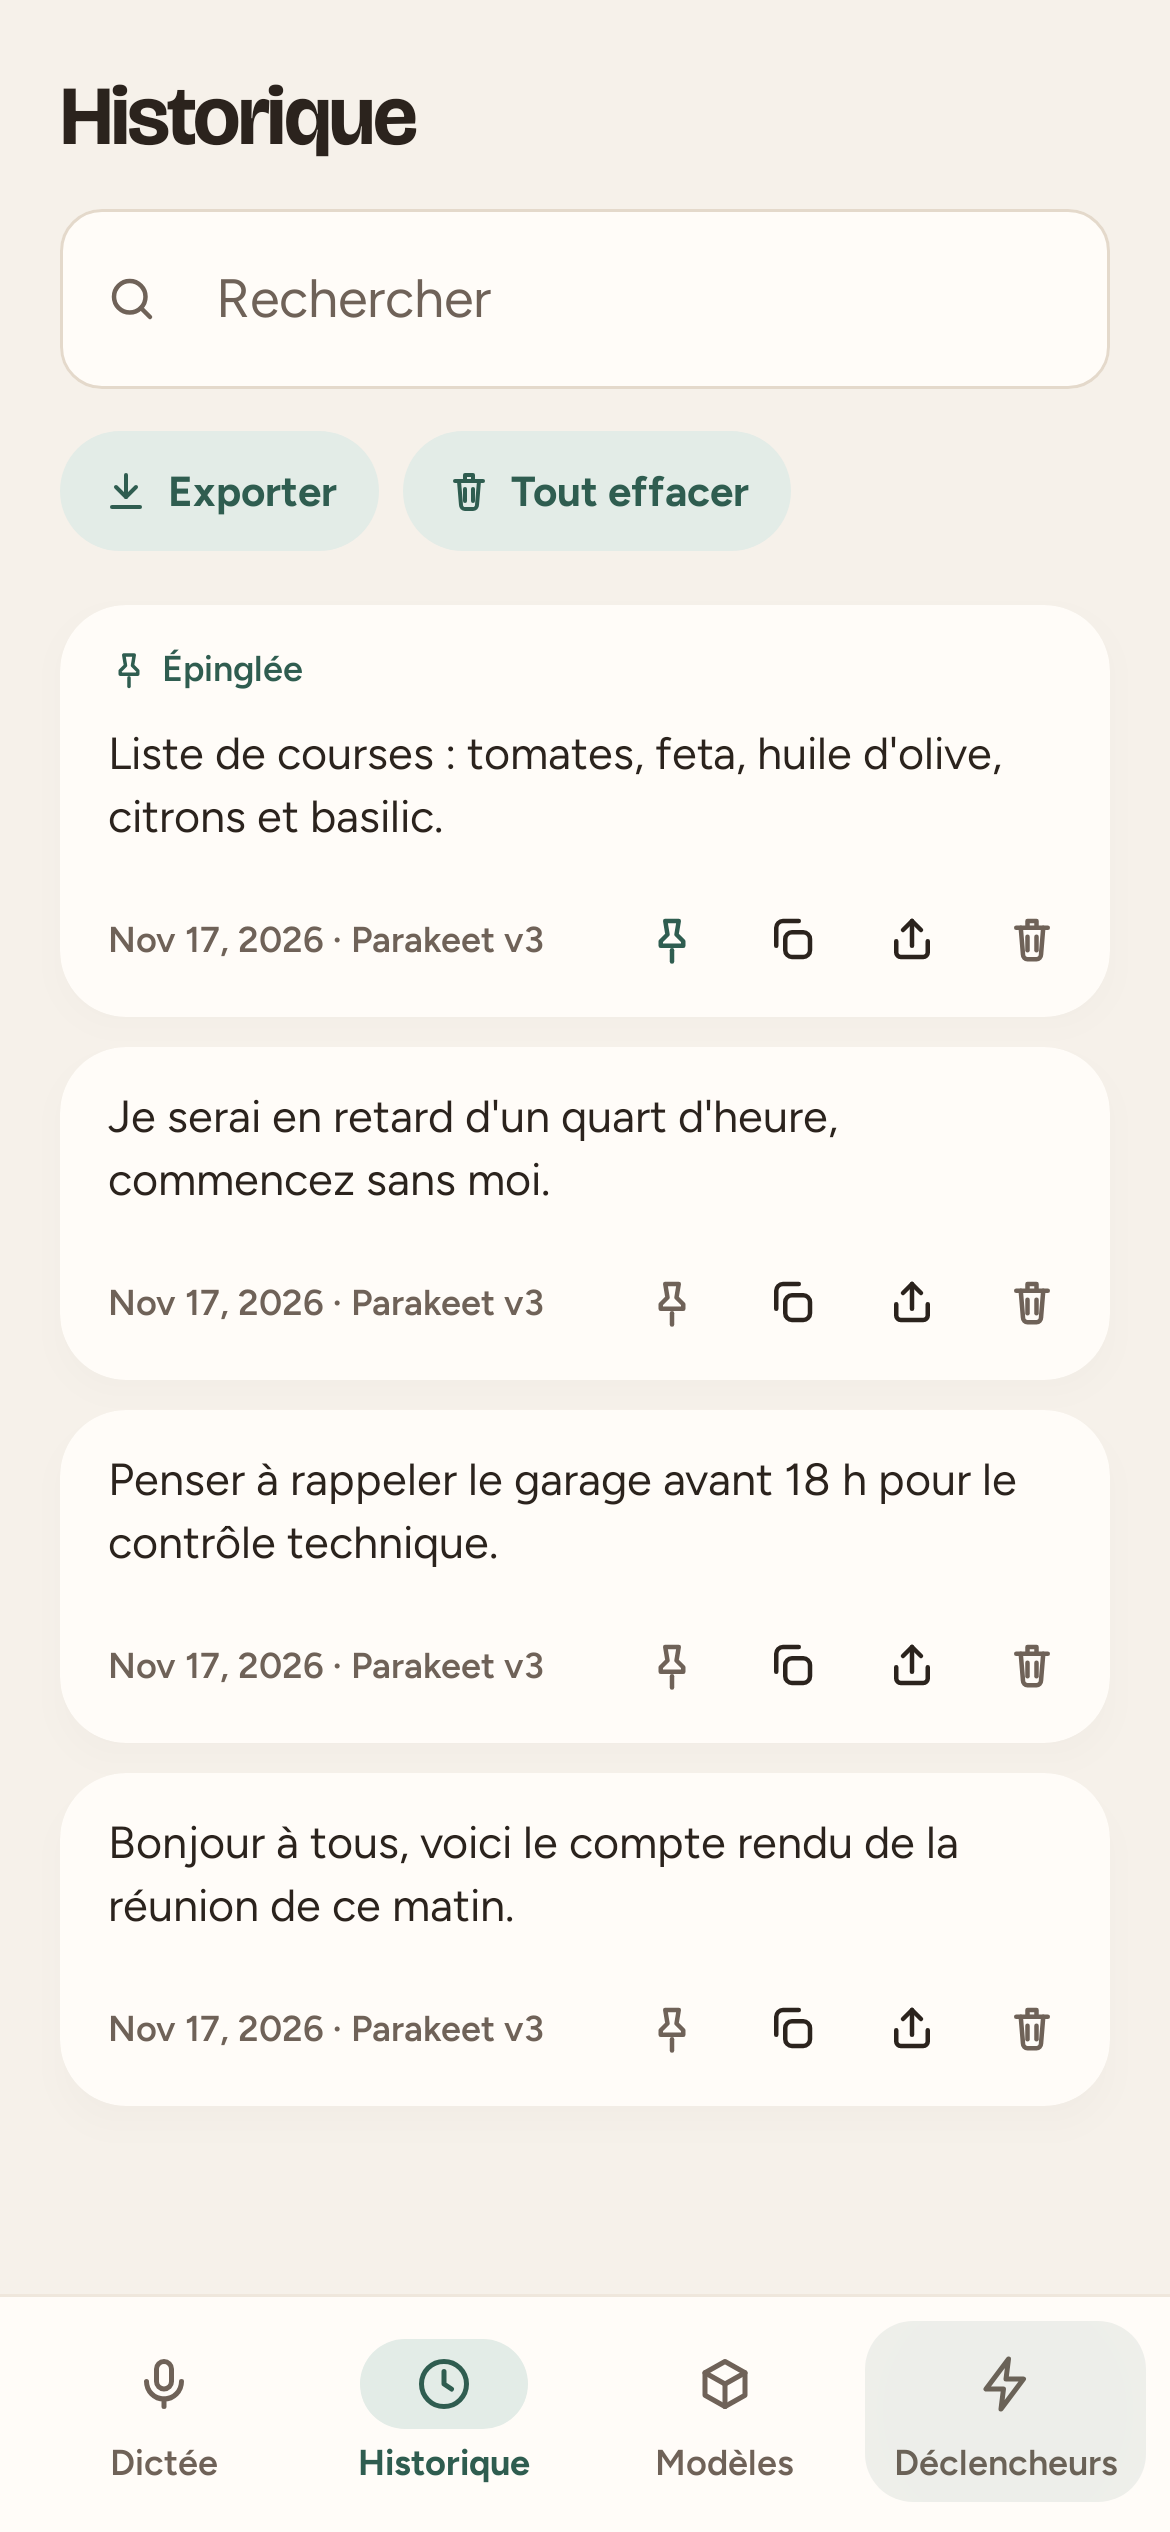 Historique
Rechercher
Exporter
Tout effacer
Épinglée
Liste de courses : tomates, feta, huile d'olive,
citrons et basilic.
Nov 17, 2026 · Parakeet v3
Je serai en retard d'un quart d'heure,
commencez sans moi.
Nov 17, 2026 · Parakeet v3
Penser à rappeler le garage avant 18 h pour le
contrôle technique.
Nov 17, 2026 · Parakeet v3
Bonjour à tous, voici le compte rendu de la
réunion de ce matin.
Nov 17, 2026 · Parakeet v3
Dictée
Historique
Modèles
Déclencheurs